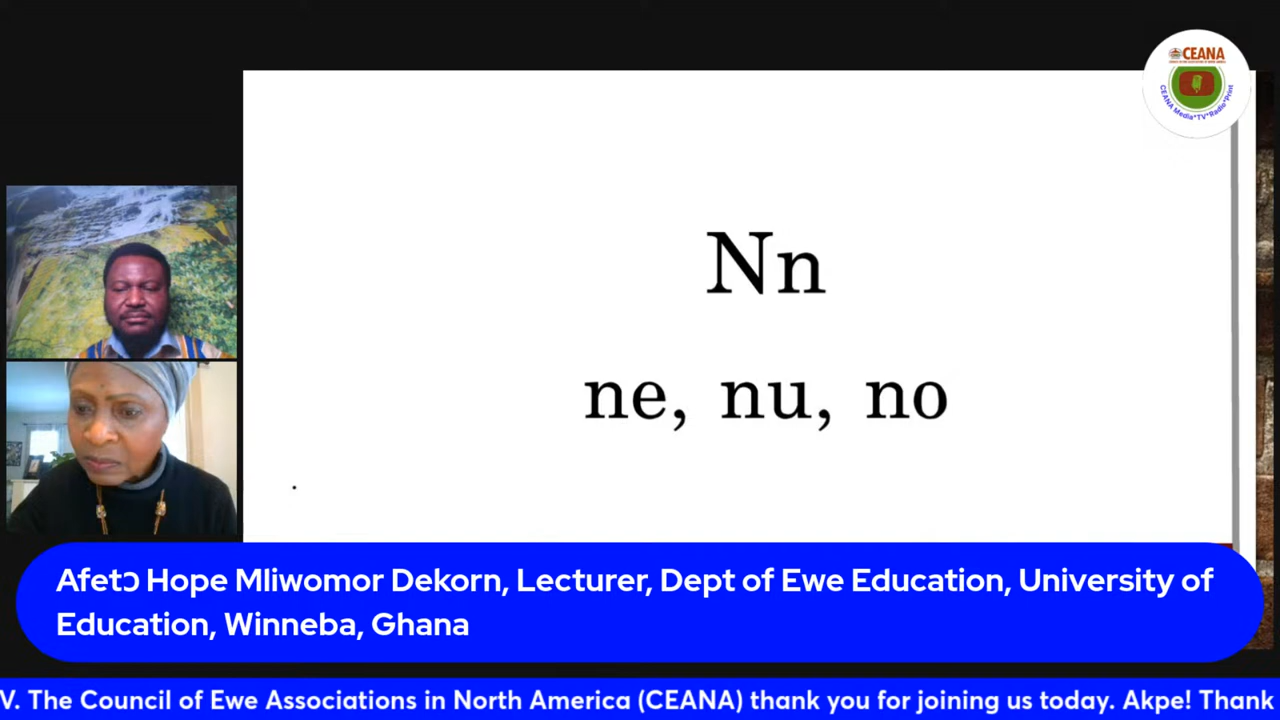 CEANA
CEANA Media*TV*Radio*Print
Nn
ne, nu, no
Afetɔ Hope Mliwomor Dekorn, Lecturer, Dept of Ewe Education, University of
Education, Winneba, Ghana
V. The Council of Ewe Associations in North America (CEANA) thank you for joining us today. Akpe! Thank